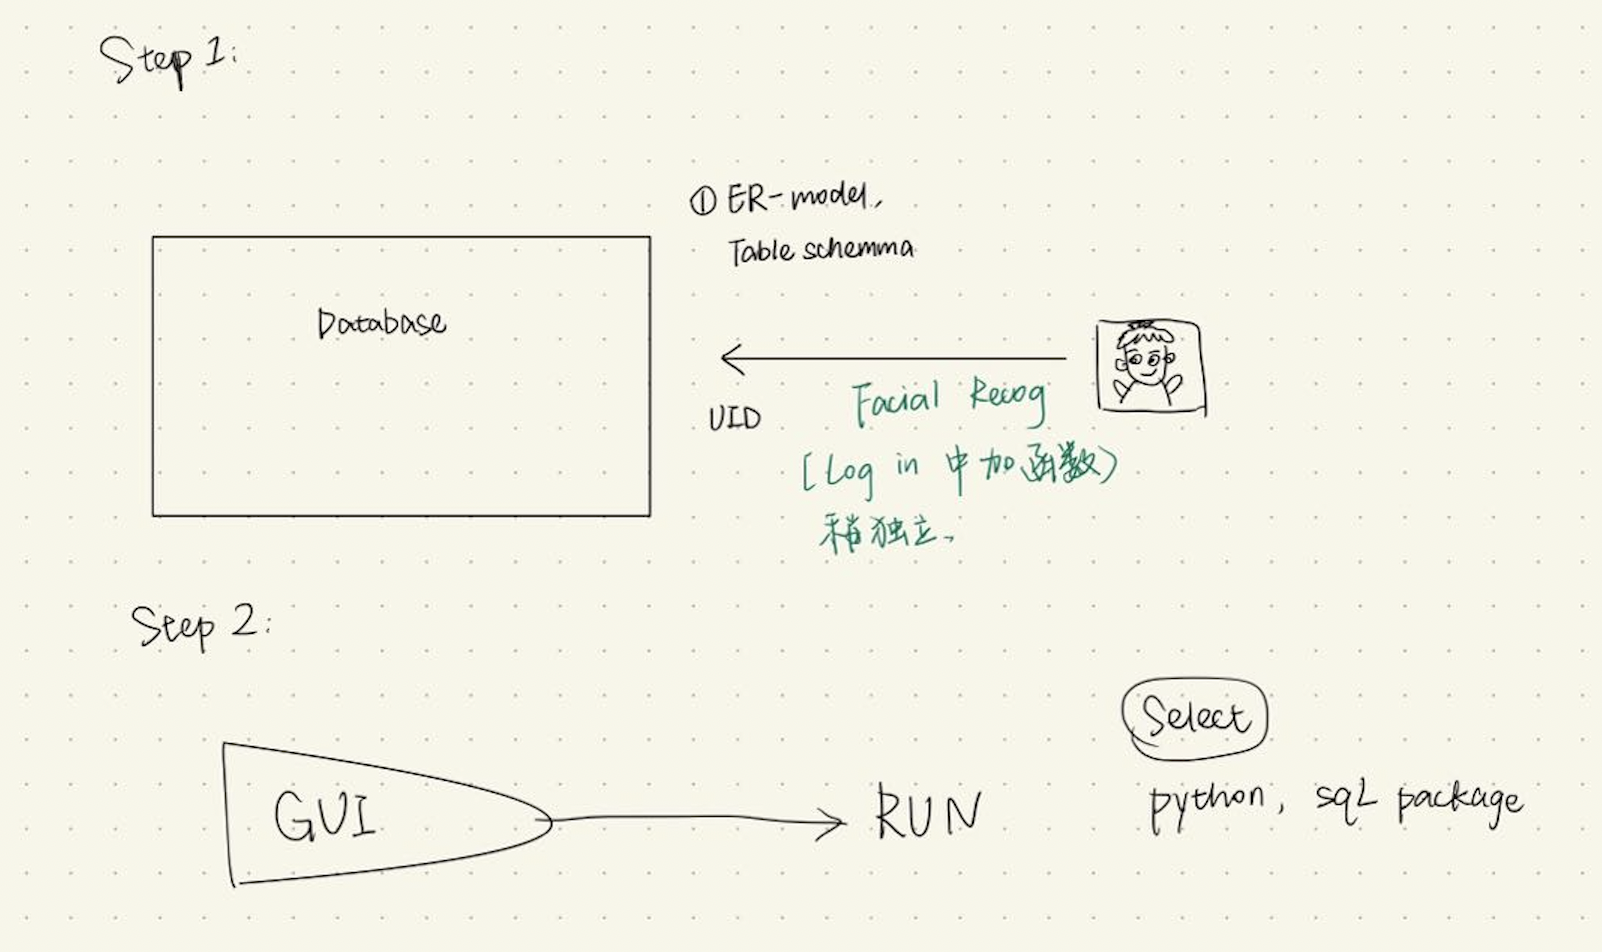 Step 1:
① ER-model,
Table schemma
Database
UID
Facial Recog
(Log in 中加函数)
稍独立、
Step 2:
Select
GUI
RUN
python, sqL package